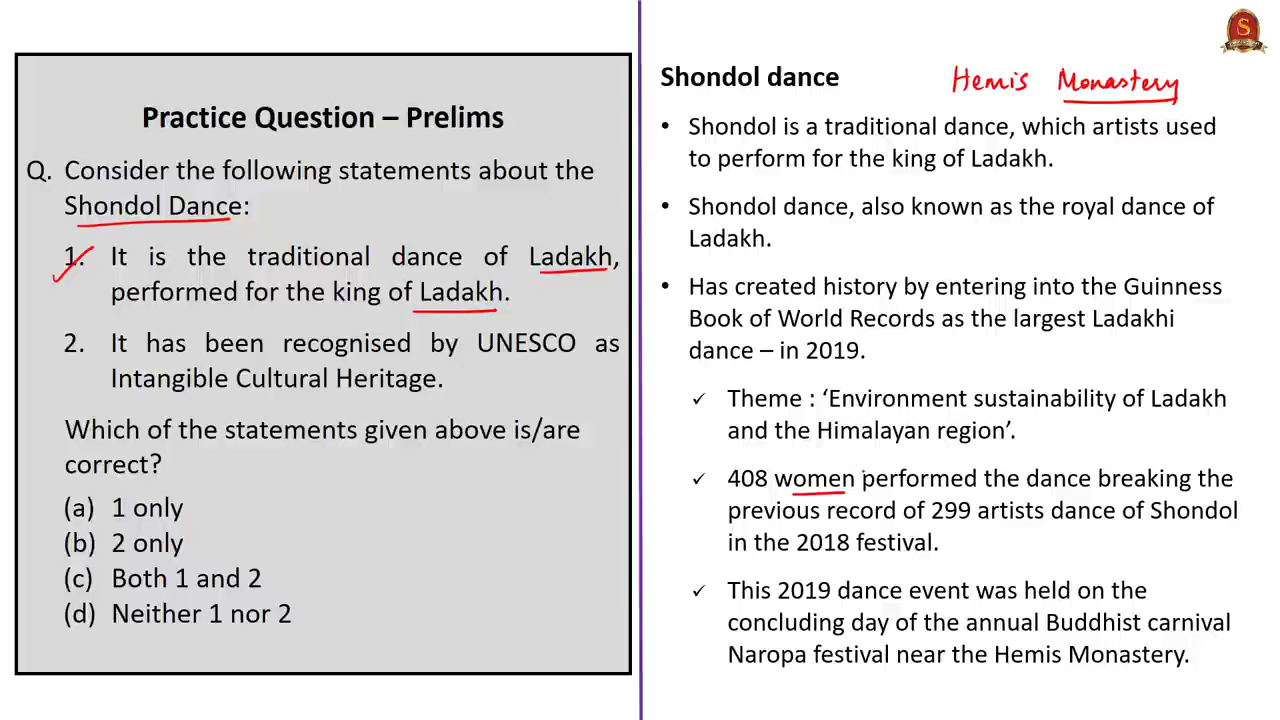 Practice Question – Prelims
Q. Consider the following statements about the
Shondol Dance:
1. It is the traditional dance of Ladakh,
performed for the king of Ladakh.
2. It has been recognised by UNESCO as
Intangible Cultural Heritage.
Which of the statements given above is/are
correct?
(a) 1 only
(b) 2 only
(c) Both 1 and 2
(d) Neither 1 nor 2
S
Shondol dance
Hemis Monastery
• Shondol is a traditional dance, which artists used
to perform for the king of Ladakh.
• Shondol dance, also known as the royal dance of
Ladakh.
• Has created history by entering into the Guinness
Book of World Records as the largest Ladakhi
dance – in 2019.
✓ Theme : ‘Environment sustainability of Ladakh
and the Himalayan region’.
✓ 408 women performed the dance breaking the
previous record of 299 artists dance of Shondol
in the 2018 festival.
✓ This 2019 dance event was held on the
concluding day of the annual Buddhist carnival
Naropa festival near the Hemis Monastery.